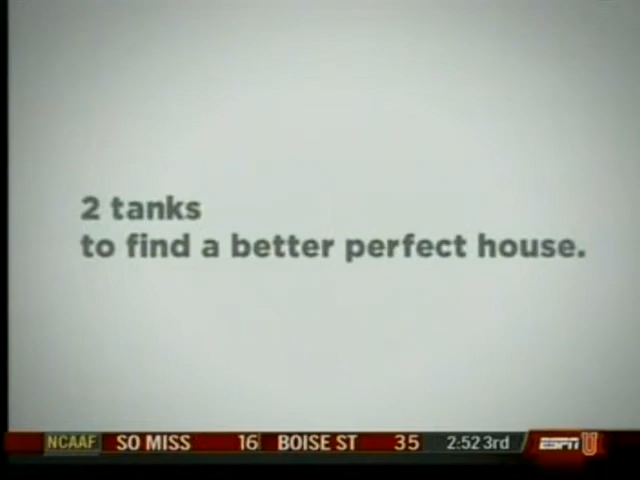 2 tanks
to find a better perfect house.
NCAAF SO MISS 16 BOISE ST 35 2:52 3rd ESPN U